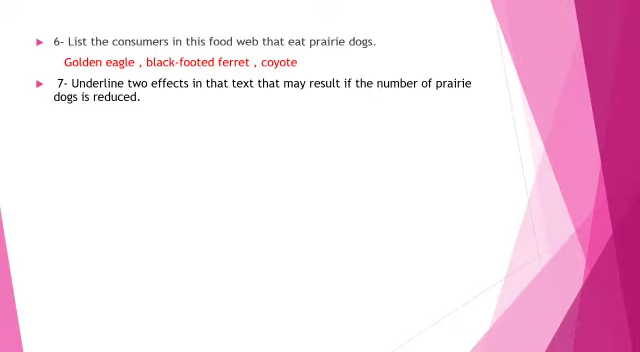 6- List the consumers in this food web that eat prairie dogs.
Golden eagle , black-footed ferret , coyote
7- Underline two effects in that text that may result if the number of prairie
dogs is reduced.